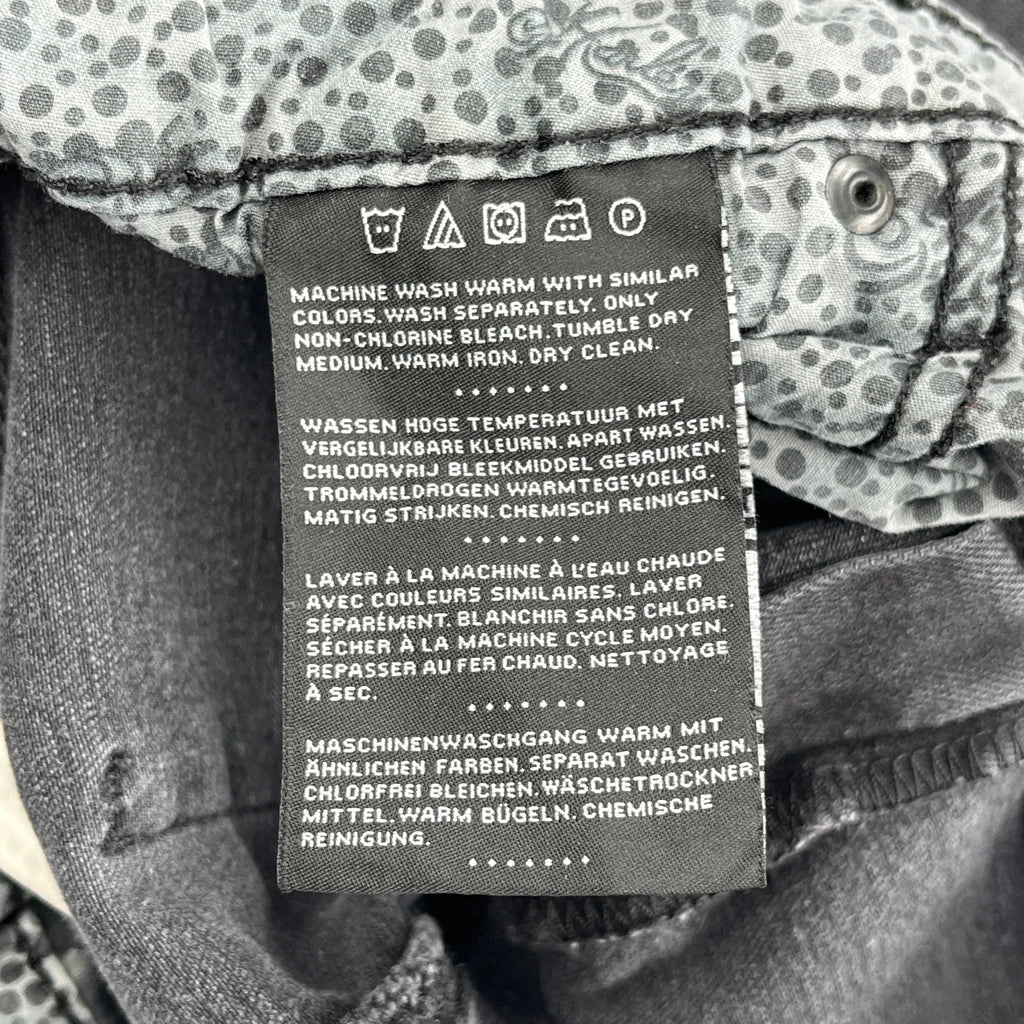 P
MACHINE WASH WARM WITH SIMILAR
COLORS. WASH SEPARATELY. ONLY
NON-CHLORINE BLEACH. TUMBLE DRY
MEDIUM. WARM IRON. DRY CLEAN.
WASSEN HOGE TEMPERATUUR MET
VERGELIJKBARE KLEUREN. APART WASSEN.
CHLOORVRIJ BLEEKMIDDEL GEBRUIKEN.
TROMMELDROGEN WARMTEGEVOELIG.
MATIG STRIJKEN. CHEMISCH REINIGEN.
LAVER À LA MACHINE À L'EAU CHAUDE
AVEC COULEURS SIMILAIRES. LAVER
SÉPARÉMENT. BLANCHIR SANS CHLORE.
SÉCHER À LA MACHINE CYCLE MOYEN.
REPASSER AU FER CHAUD. NETTOYAGE
À SEC.
MASCHINENWASCHGANG WARM MIT
ÄHNLICHEN FARBEN. SEPARAT WASCHEN.
CHLORFREI BLEICHEN. WÄSCHETROCKNER
MITTEL. WARM BÜGELN. CHEMISCHE
REINIGUNG.